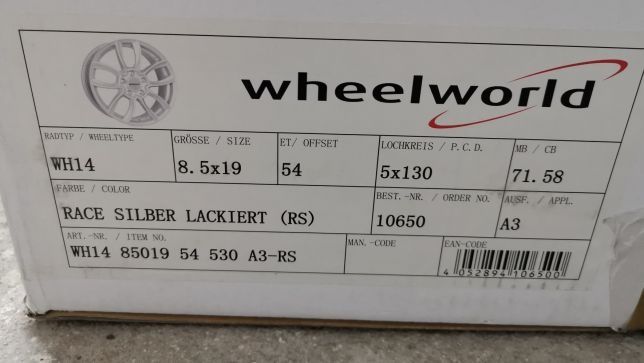 wheelworld
RADTYP / WHEELTYPE
WH14
GRÖSSE / SIZE
8.5x19
ET/ OFFSET
54
LOCHKREIS / P.C.D.
5x130
MB / CB
71.58
FARBE / COLOR
RACE SILBER LACKIERT (RS)
BEST.-NR. / ORDER NO.
10650
AUSF. / APPL.
A3
ART.-NR. / ITEM NO.
WH14 85019 54 530 A3-RS
MAN.-CODE
EAN-CODE
4 052894 106500